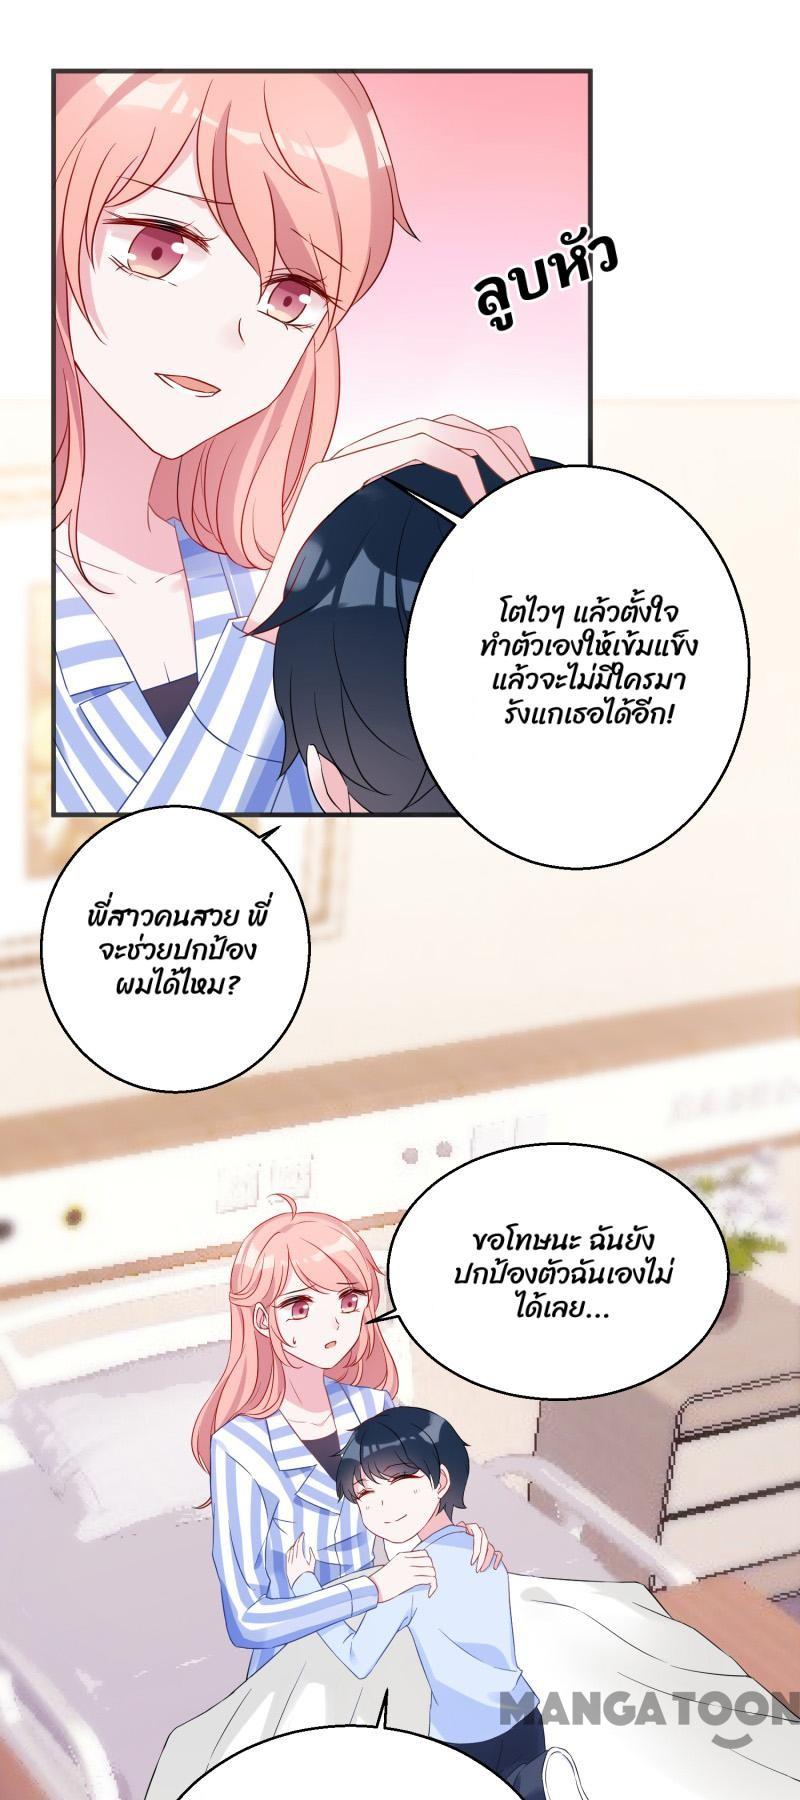 ลูบหัว
โตไวๆ แล้วตั้งใจ
ทำตัวเองให้เข้มแข็ง
แล้วจะไม่มีใครมา
รังแกเธอได้อีก!
พี่สาวคนสวย พี่
จะช่วยปกป้อง
ผมได้ไหม?
ขอโทษนะ ฉันยัง
ปกป้องตัวฉันเองไม่
ได้เลย...
MANGATOON